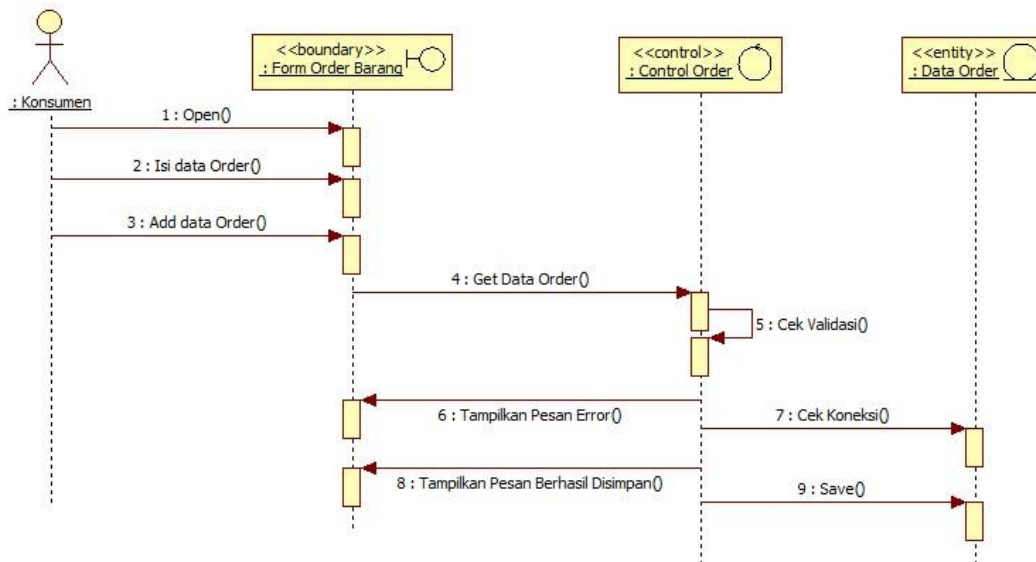 <<boundary>>
: Form Order Barang
<<control>>
: Control Order
<<entity>>
: Data Order
: Konsumen
1 : Open()
2 : Isi data Order()
3 : Add data Order()
4 : Get Data Order()
5 : Cek Validasi()
6 : Tampilkan Pesan Error()
7 : Cek Koneksi()
8 : Tampilkan Pesan Berhasil Disimpan()
9 : Save()